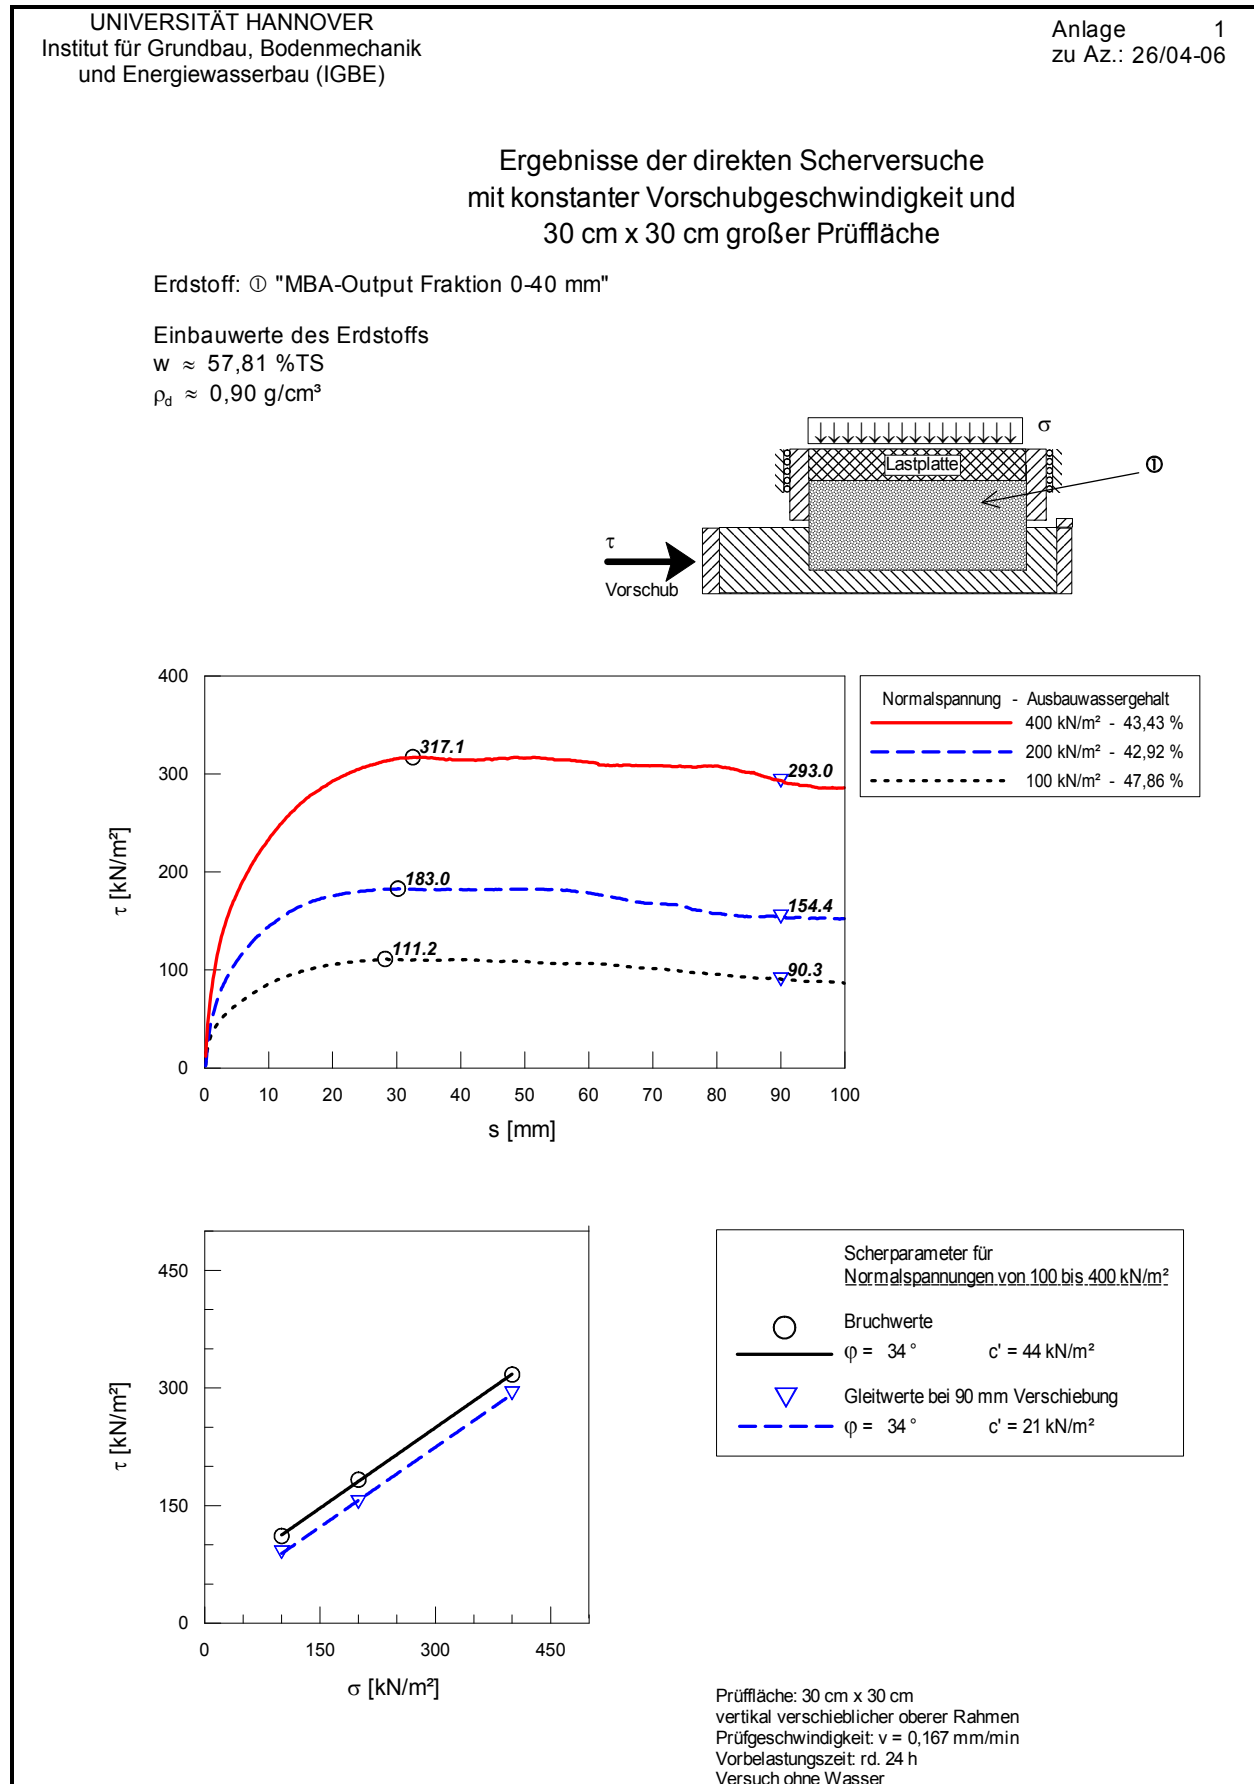 UNIVERSITÄT HANNOVER
Institut für Grundbau, Bodenmechanik
und Energiewasserbau (IGBE)
Anlage 1
zu Az.: 26/04-06
Ergebnisse der direkten Scherversuche
mit konstanter Vorschubgeschwindigkeit und
30 cm x 30 cm großer Prüffläche
Erdstoff: ① "MBA-Output Fraktion 0-40 mm"
Einbauwerte des Erdstoffs
w ≈ 57,81 %TS
ρd ≈ 0,90 g/cm³
σ
Lastplatte
①
τ
Vorschub
400
300
200
100
0
τ [kN/m²]
317.1
293.0
183.0
154.4
111.2
90.3
0 10 20 30 40 50 60 70 80 90 100
s [mm]
Normalspannung - Ausbauwassergehalt
400 kN/m² - 43,43 %
200 kN/m² - 42,92 %
100 kN/m² - 47,86 %
450
300
150
0
τ [kN/m²]
0 150 300 450
σ [kN/m²]
Scherparameter für
Normalspannungen von 100 bis 400 kN/m²
Bruchwerte
φ = 34 ° c' = 44 kN/m²
Gleitwerte bei 90 mm Verschiebung
φ = 34 ° c' = 21 kN/m²
Prüffläche: 30 cm x 30 cm
vertikal verschieblicher oberer Rahmen
Prüfgeschwindigkeit: v = 0,167 mm/min
Vorbelastungszeit: rd. 24 h
Versuch ohne Wasser